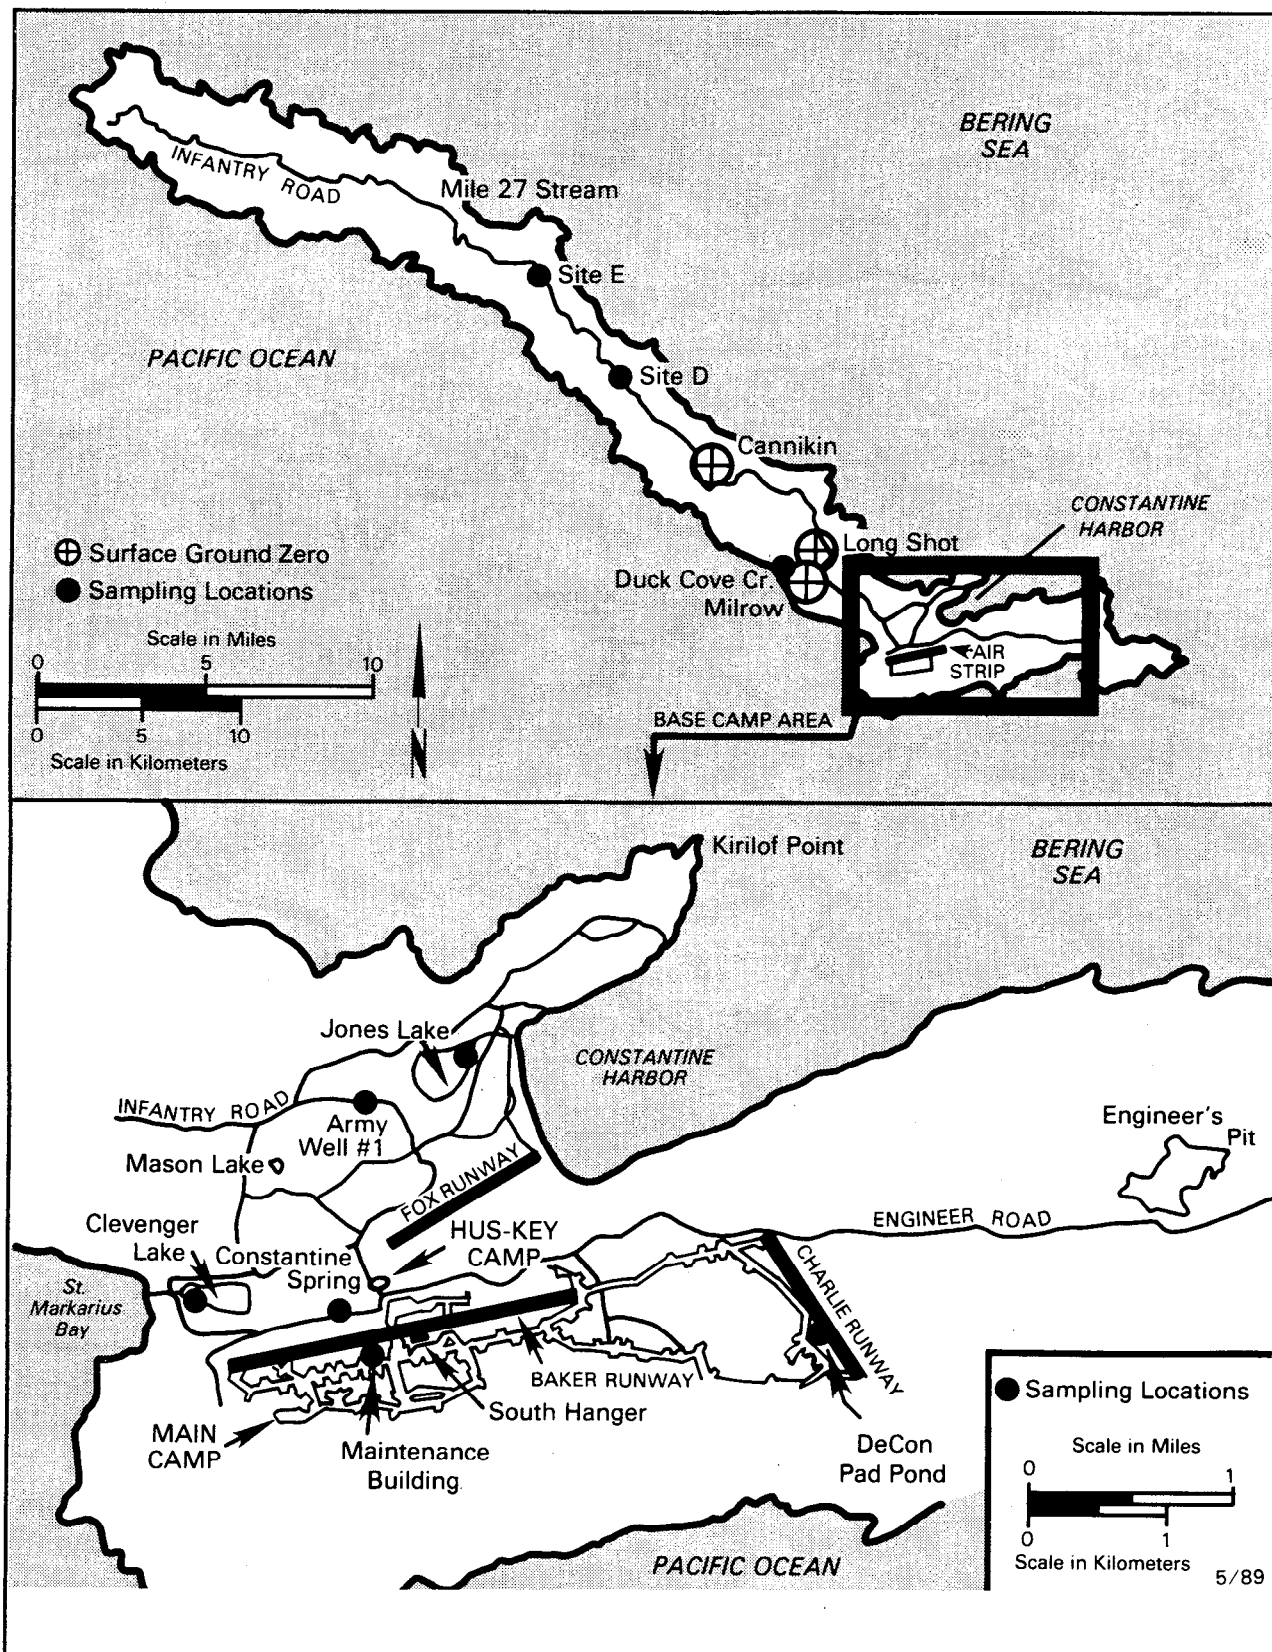 BERING
SEA
INFANTRY ROAD
Mile 27 Stream
Site E
PACIFIC OCEAN
Site D
Cannikin
CONSTANTINE
HARBOR
Surface Ground Zero
Long Shot
Sampling Locations
Duck Cove Cr.
Milrow
Scale in Miles
0 5 10
AIR
STRIP
BASE CAMP AREA
0 5 10
Scale in Kilometers
N
Kirilof Point
BERING
SEA
Jones Lake
CONSTANTINE
HARBOR
INFANTRY ROAD
Army
Well #1
Engineer's
Pit
Mason Lake
FOX RUNWAY
Clevenger
Lake
HUS-KEY
CAMP
ENGINEER ROAD
Constantine
Spring
CHARLIE RUNWAY
St.
Markarius
Bay
BAKER RUNWAY
South Hanger
MAIN
CAMP
Maintenance
Building
DeCon
Pad Pond
Sampling Locations
Scale in Miles
0 1
0 1
Scale in Kilometers
PACIFIC OCEAN
5/89